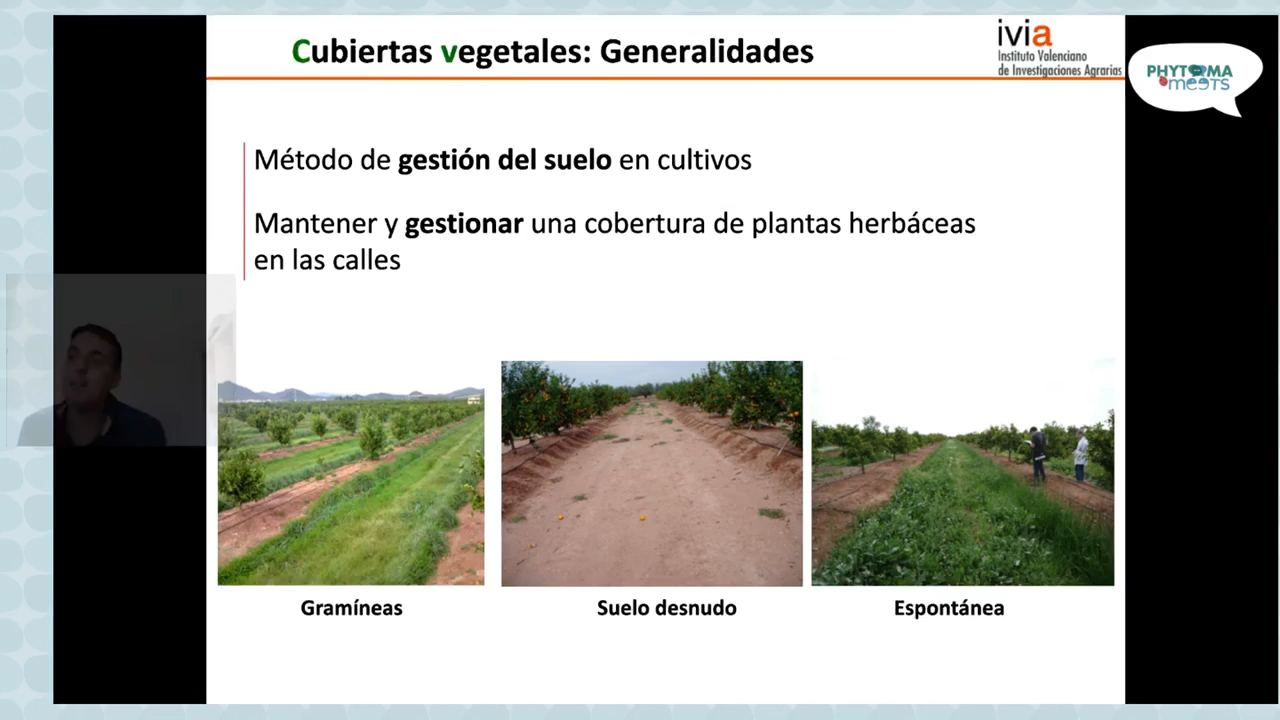 Cubiertas vegetales: Generalidades
ivia
Instituto Valenciano
de Investigaciones Agrarias
PHYTOMA
meets
Método de gestión del suelo en cultivos
Mantener y gestionar una cobertura de plantas herbáceas
en las calles
Gramíneas
Suelo desnudo
Espontánea